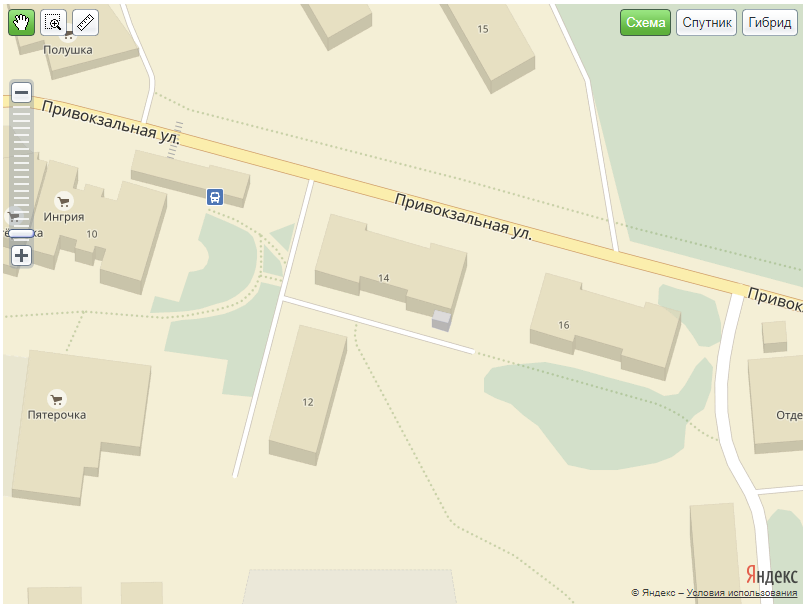 Полушка
15
Схема
Спутник
Гибрид
Привокзальная ул.
Ингрия
10
Привокзальная ул.
14
Привок
16
12
Пятерочка
Отде
Яндекс
© Яндекс – Условия использования